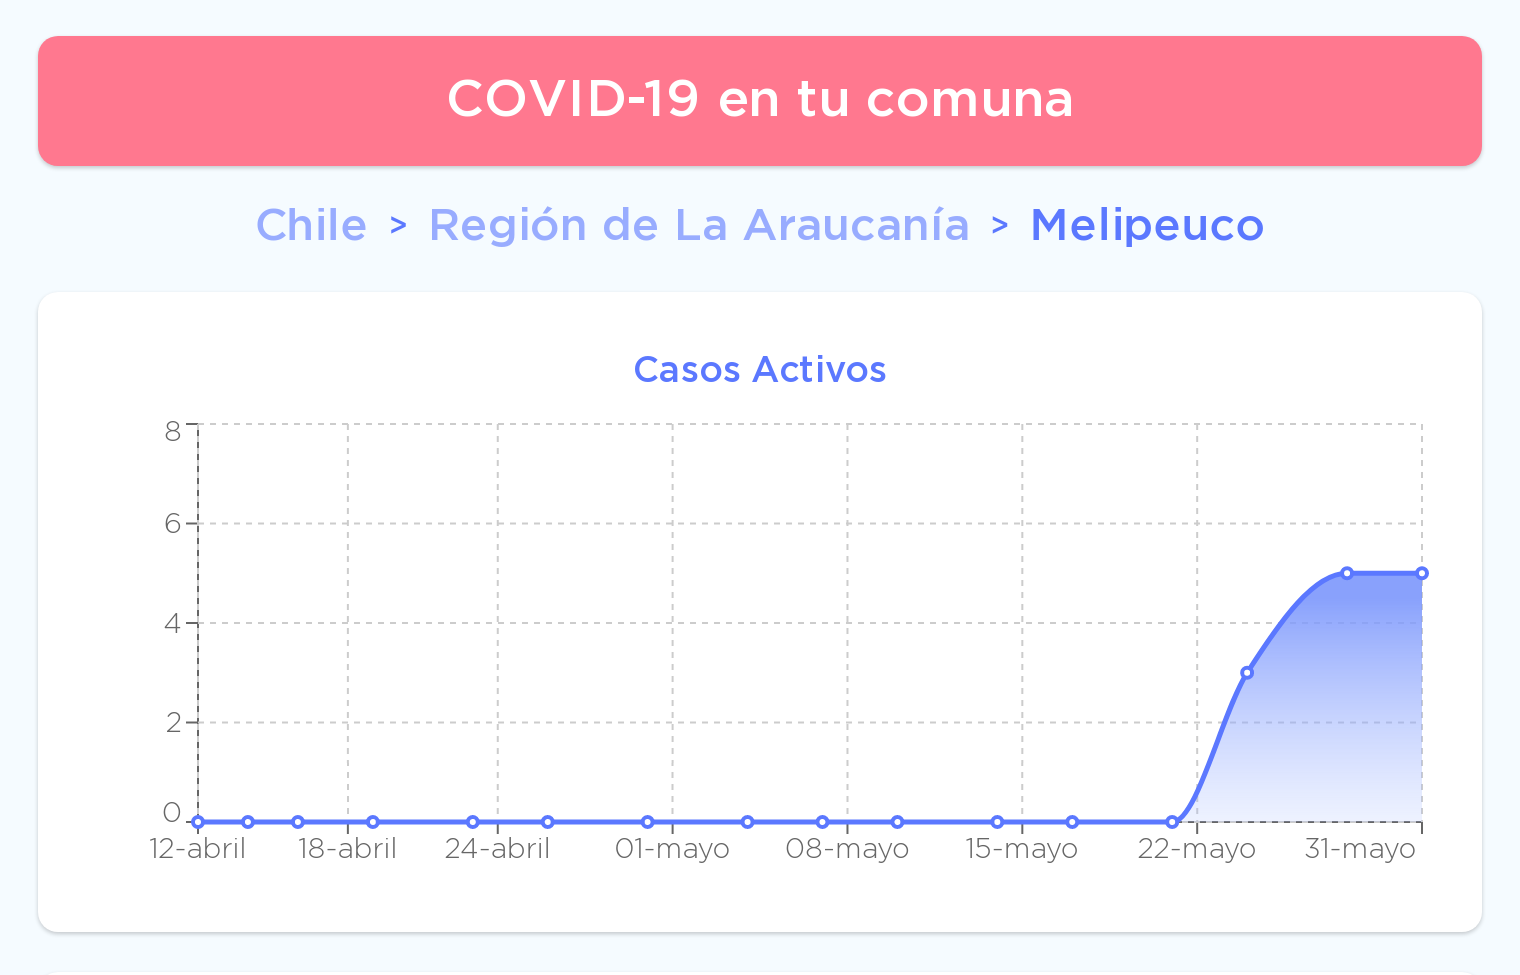 COVID-19 en tu comuna
Chile > Región de La Araucanía > Melipeuco
Casos Activos
8
6
4
2
0
12-abril 18-abril 24-abril 01-mayo 08-mayo 15-mayo 22-mayo 31-mayo